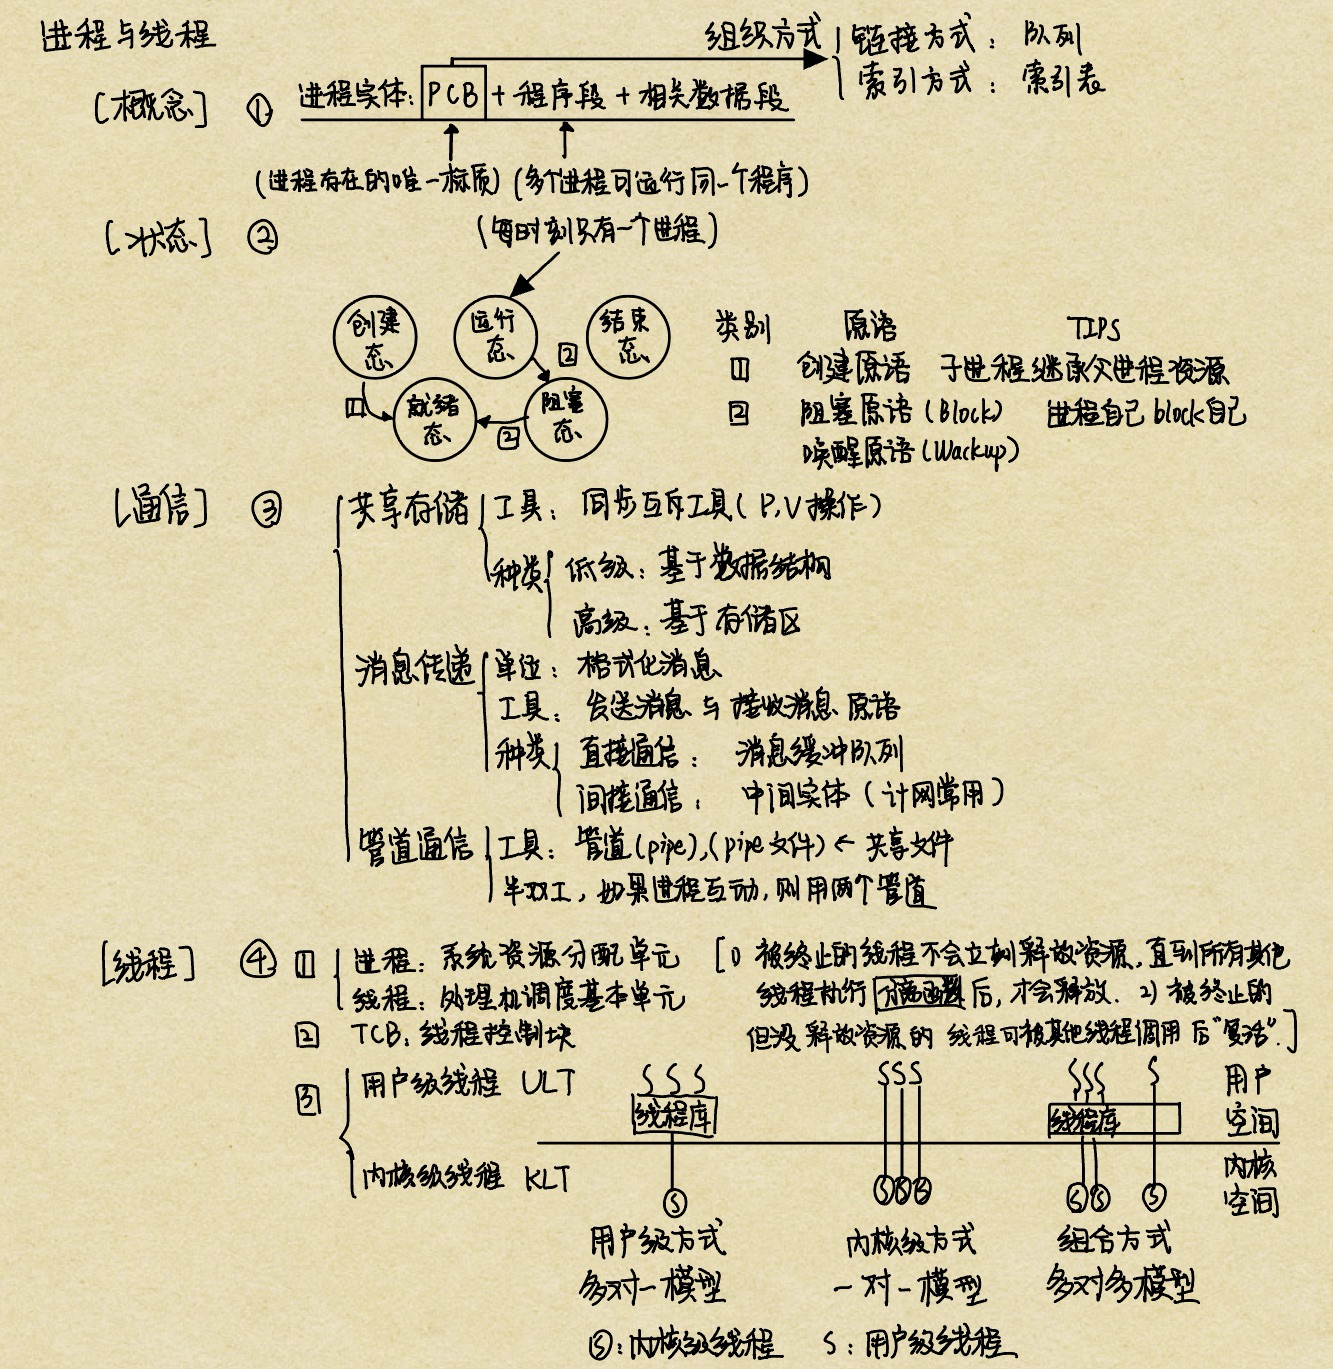 进程与线程
组织方式 链接方式： 队列
索引方式： 索引表
[概念] ① 进程实体: PCB + 程序段 + 相关数据段
(进程存在的唯一标质) (多个进程可运行同一个程序)
[状态] ② (每时刻只有一个进程)
创建态 运行态 结束态
就绪态 阻塞态
1 2 2
类别 原语 TIPS
1 创建原语 子进程继承父进程资源
2 阻塞原语(Block) 进程自己block自己
唤醒原语(Wackup)
[通信] ③ 共享存储 工具： 同步互斥工具(P,V操作)
种类 低级：基于数据结构
高级：基于存储区
消息传递 单位：格式化消息
工具： 发送消息与接收消息原语
种类 直接通信： 消息缓冲队列
间接通信： 中间实体(计网常用)
管道通信 工具：管道(pipe),(pipe文件)← 共享文件
半双工，如果进程互动,则用两个管道
[线程] ④ 1 进程：系统资源分配单元
线程：处理机调度基本单元
[1) 被终止的线程不会立刻释放资源,直到所有其他
线程执行分离函数后,才会释放. 2) 被终止的
但没释放资源的线程可被其他线程调用后“复活”.]
2 TCB：线程控制块
3 用户级线程 ULT
内核级线程 KLT
S S S S S S S S S S 用户
线程库 线程库 空间
内核
S S S S S S S 空间
用户级方式 内核级方式 组合方式
多对一模型 一对一模型 多对多模型
Ⓢ：内核级线程 S：用户级线程